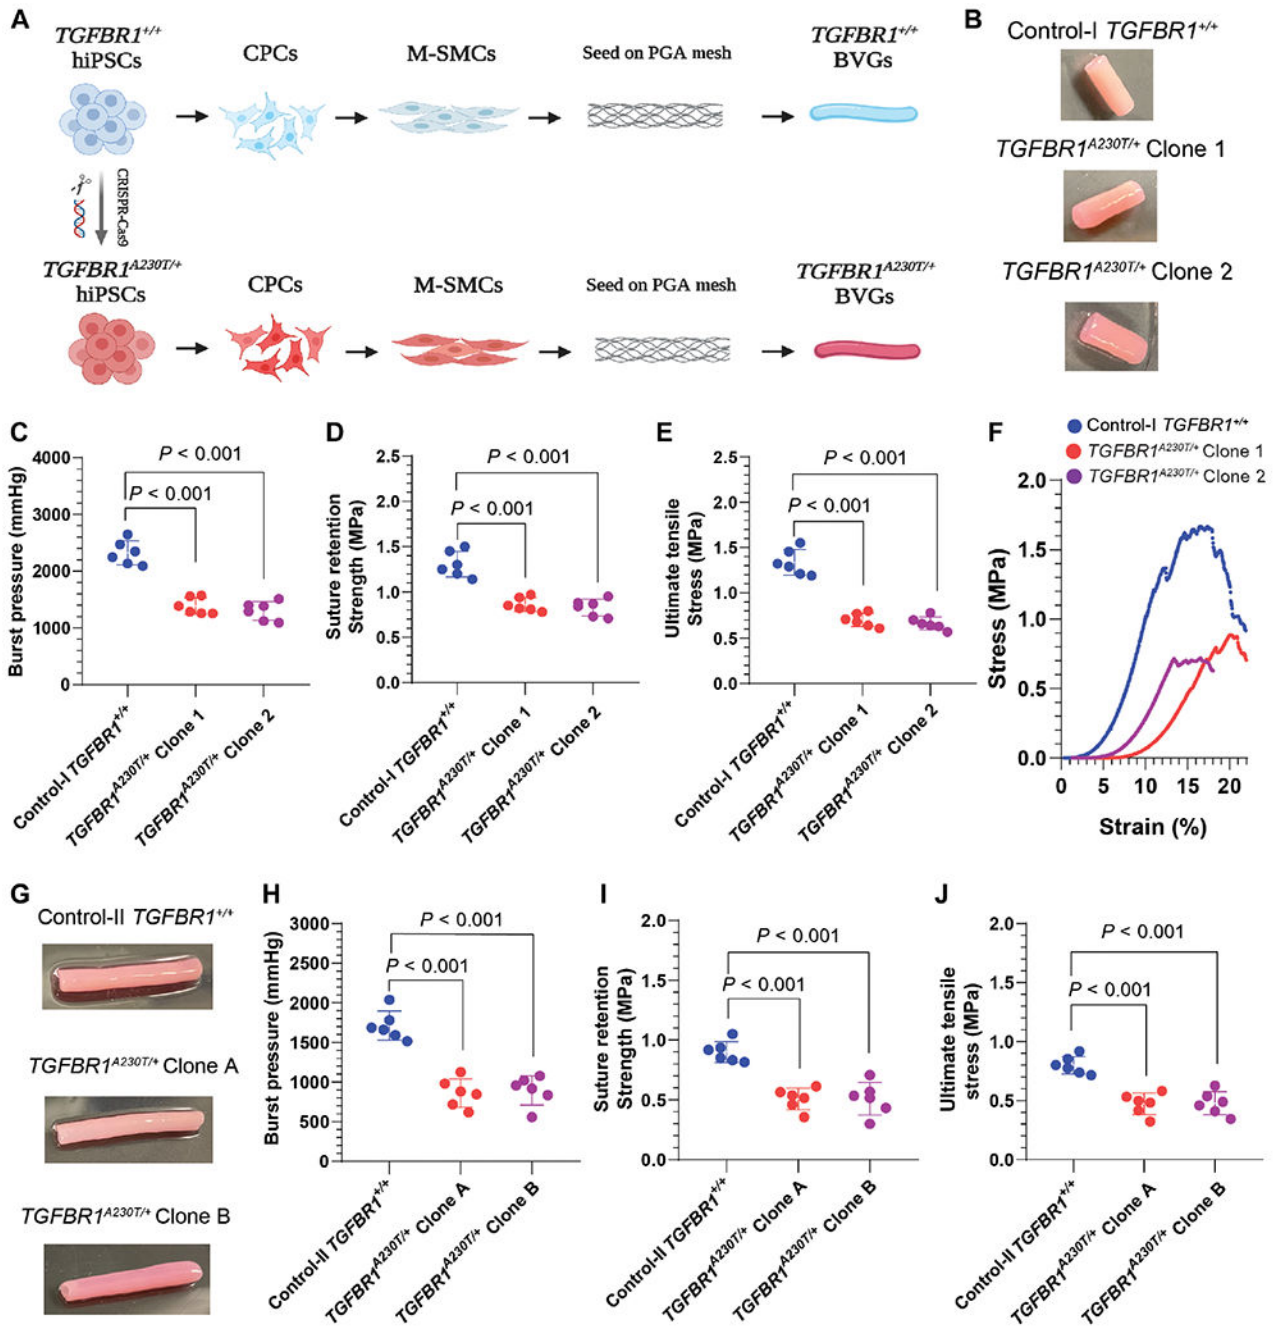 A
TGFBR1+/+
hiPSCs
CPCs
M-SMCs
Seed on PGA mesh
TGFBR1+/+
BVGs
CRISPR-Cas9
TGFBR1A230T/+
hiPSCs
CPCs
M-SMCs
Seed on PGA mesh
TGFBR1A230T/+
BVGs
B
Control-I TGFBR1+/+
TGFBR1A230T/+ Clone 1
TGFBR1A230T/+ Clone 2
C
Burst pressure (mmHg)
4000
3000
2000
1000
0
P < 0.001
P < 0.001
Control-I TGFBR1+/+
TGFBR1A230T/+ Clone 1
TGFBR1A230T/+ Clone 2
D
Suture retention
Strength (MPa)
2.5
2.0
1.5
1.0
0.5
0.0
P < 0.001
P < 0.001
Control-I TGFBR1+/+
TGFBR1A230T/+ Clone 1
TGFBR1A230T/+ Clone 2
E
Ultimate tensile
Stress (MPa)
2.5
2.0
1.5
1.0
0.5
0.0
P < 0.001
P < 0.001
Control-I TGFBR1+/+
TGFBR1A230T/+ Clone 1
TGFBR1A230T/+ Clone 2
F
Control-I TGFBR1+/+
TGFBR1A230T/+ Clone 1
TGFBR1A230T/+ Clone 2
Stress (MPa)
2.0
1.5
1.0
0.5
0.0
0 5 10 15 20
Strain (%)
G
Control-II TGFBR1+/+
TGFBR1A230T/+ Clone A
TGFBR1A230T/+ Clone B
H
Burst pressure (mmHg)
3000
2500
2000
1500
1000
500
0
P < 0.001
P < 0.001
Control-II TGFBR1+/+
TGFBR1A230T/+ Clone A
TGFBR1A230T/+ Clone B
I
Suture retention
Strength (MPa)
2.0
1.5
1.0
0.5
0.0
P < 0.001
P < 0.001
Control-II TGFBR1+/+
TGFBR1A230T/+ Clone A
TGFBR1A230T/+ Clone B
J
Ultimate tensile
stress (MPa)
2.0
1.5
1.0
0.5
0.0
P < 0.001
P < 0.001
Control-II TGFBR1+/+
TGFBR1A230T/+ Clone A
TGFBR1A230T/+ Clone B